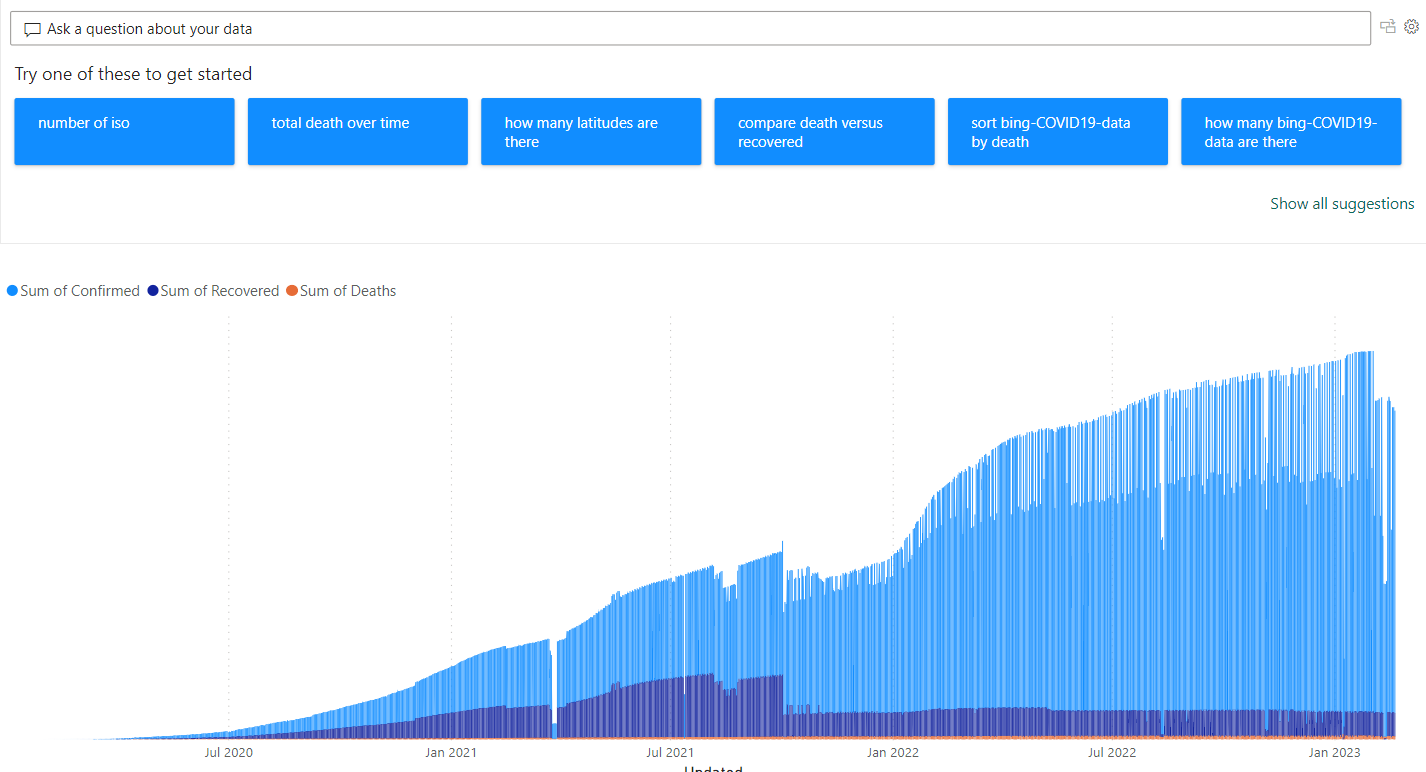 Ask a question about your data
Try one of these to get started
number of iso
total death over time
how many latitudes are
there
compare death versus
recovered
sort bing-COVID19-data
by death
how many bing-COVID19-
data are there
Show all suggestions
Sum of Confirmed Sum of Recovered Sum of Deaths
Jul 2020 Jan 2021 Jul 2021 Jan 2022 Jul 2022 Jan 2023
Updated